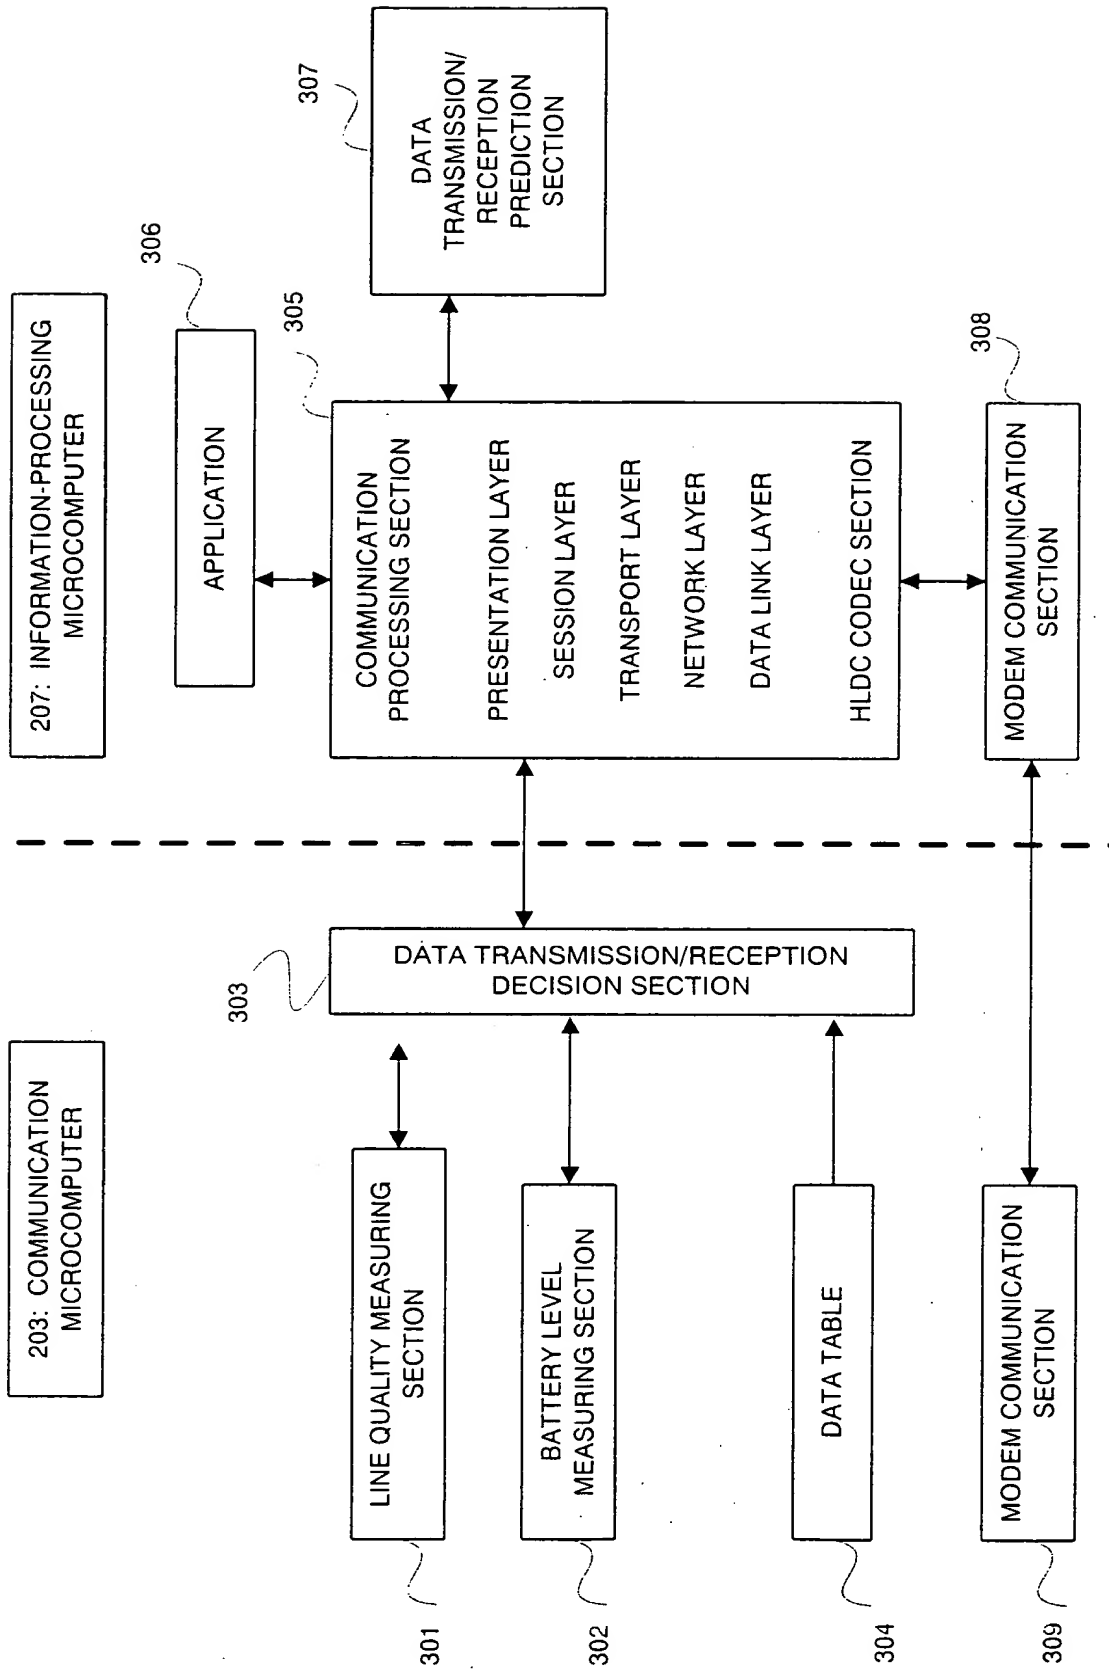 203: COMMUNICATION
MICROCOMPUTER
207: INFORMATION-PROCESSING
MICROCOMPUTER
301
LINE QUALITY MEASURING
SECTION
302
BATTERY LEVEL
MEASURING SECTION
304
DATA TABLE
309
MODEM COMMUNICATION
SECTION
303
DATA TRANSMISSION/RECEPTION
DECISION SECTION
306
APPLICATION
305
COMMUNICATION
PROCESSING SECTION
PRESENTATION LAYER
SESSION LAYER
TRANSPORT LAYER
NETWORK LAYER
DATA LINK LAYER
HLDC CODEC SECTION
308
MODEM COMMUNICATION
SECTION
307
DATA
TRANSMISSION/
RECEPTION
PREDICTION
SECTION